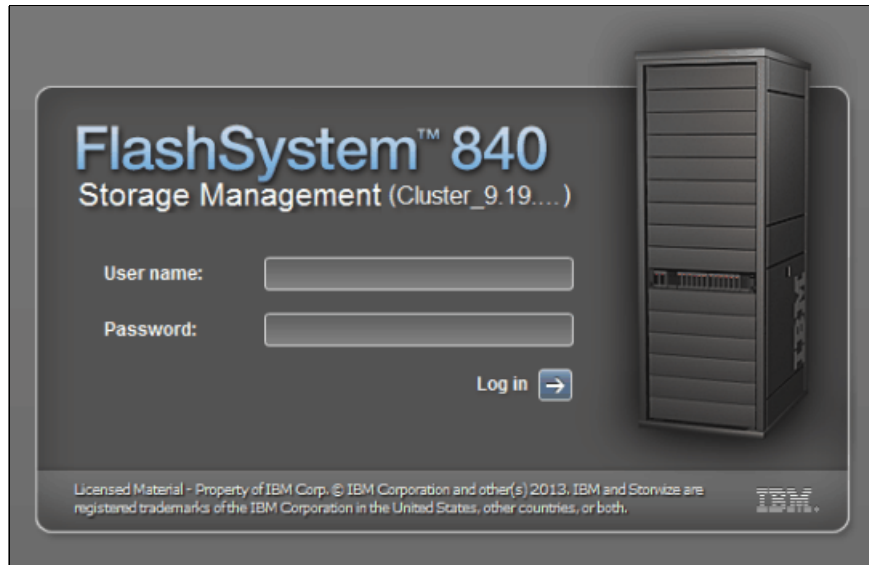 FlashSystem™ 840
Storage Management (Cluster_9.19....)
User name:
Password:
Log in
Licensed Material - Property of IBM Corp. © IBM Corporation and other(s) 2013. IBM and Storwize are
registered trademarks of the IBM Corporation in the United States, other countries, or both.
IBM.
IBM